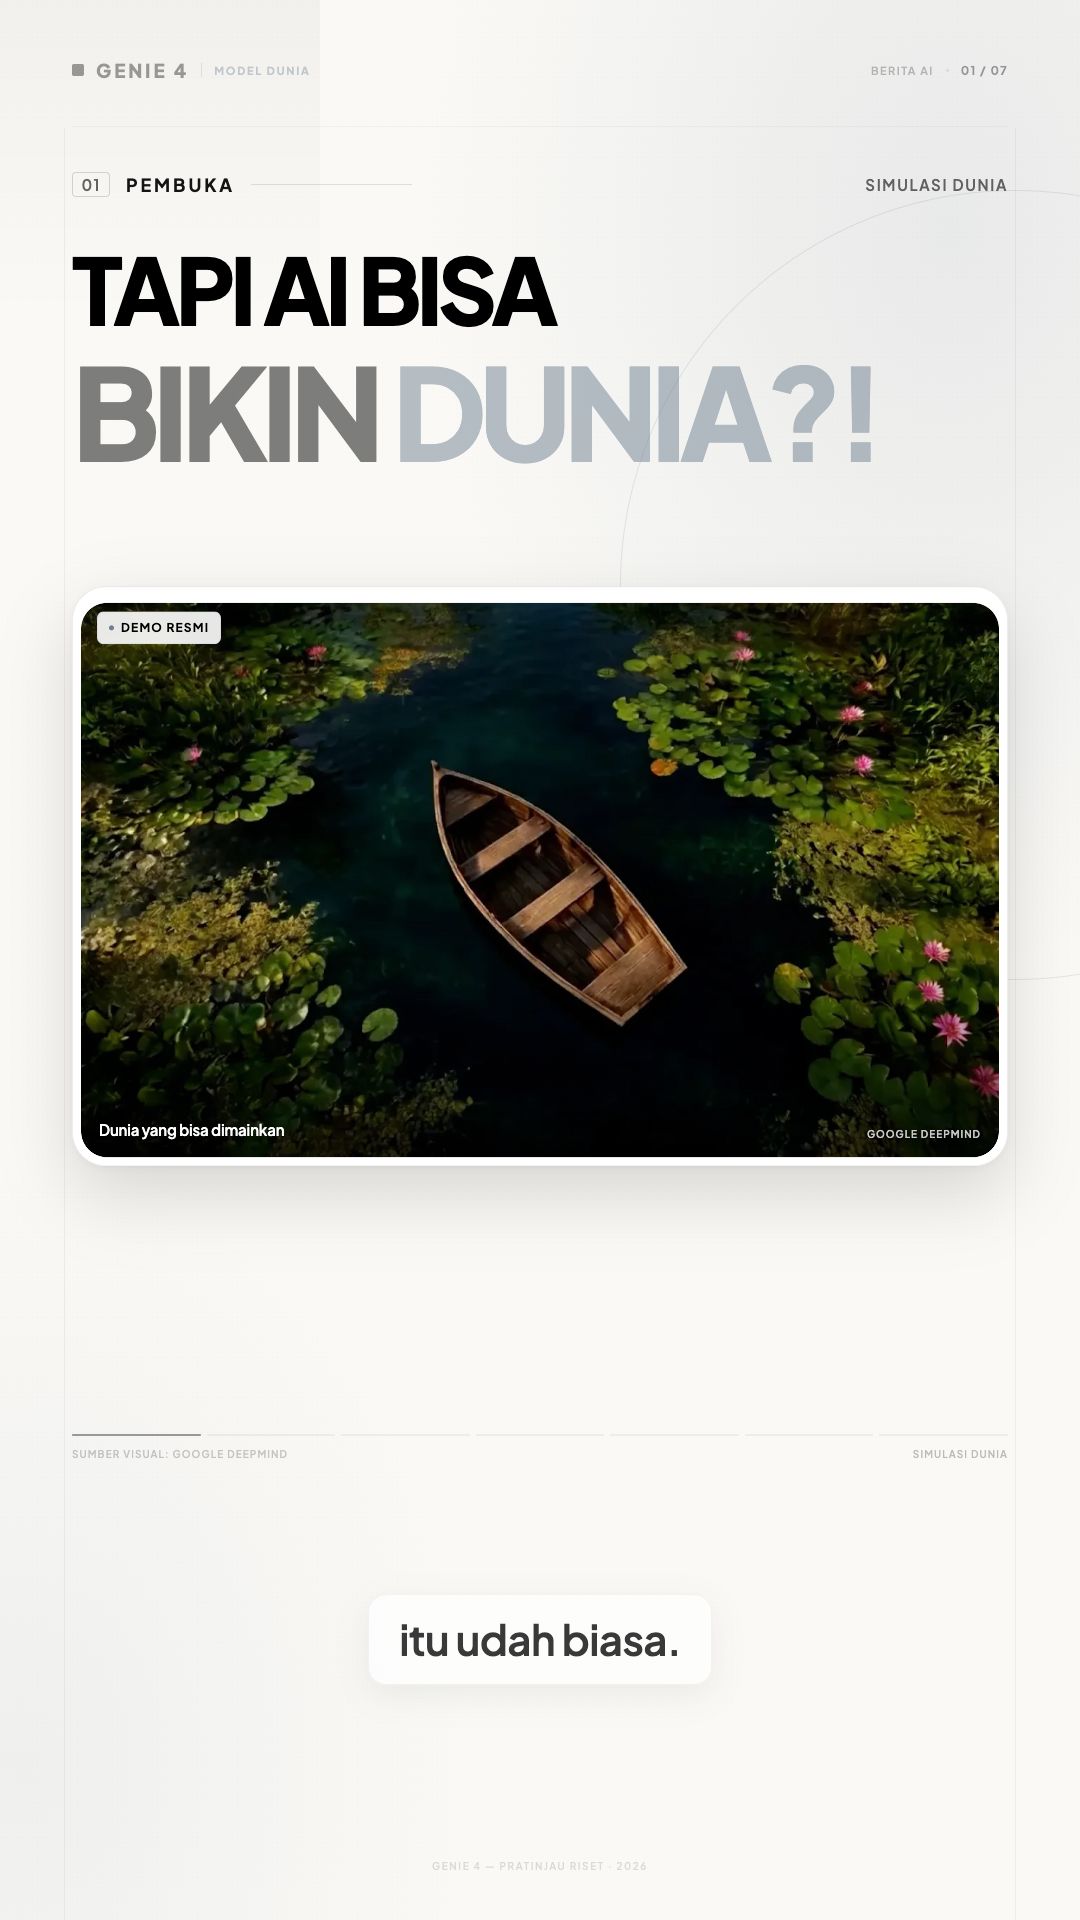 GENIE 4 MODEL DUNIA
BERITA AI · 01 / 07
01 PEMBUKA
SIMULASI DUNIA
TAPI AI BISA
BIKIN DUNIA?!
• DEMO RESMI
Dunia yang bisa dimainkan
GOOGLE DEEPMIND
SUMBER VISUAL: GOOGLE DEEPMIND
SIMULASI DUNIA
itu udah biasa.
GENIE 4 — PRATINJAU RISET · 2026